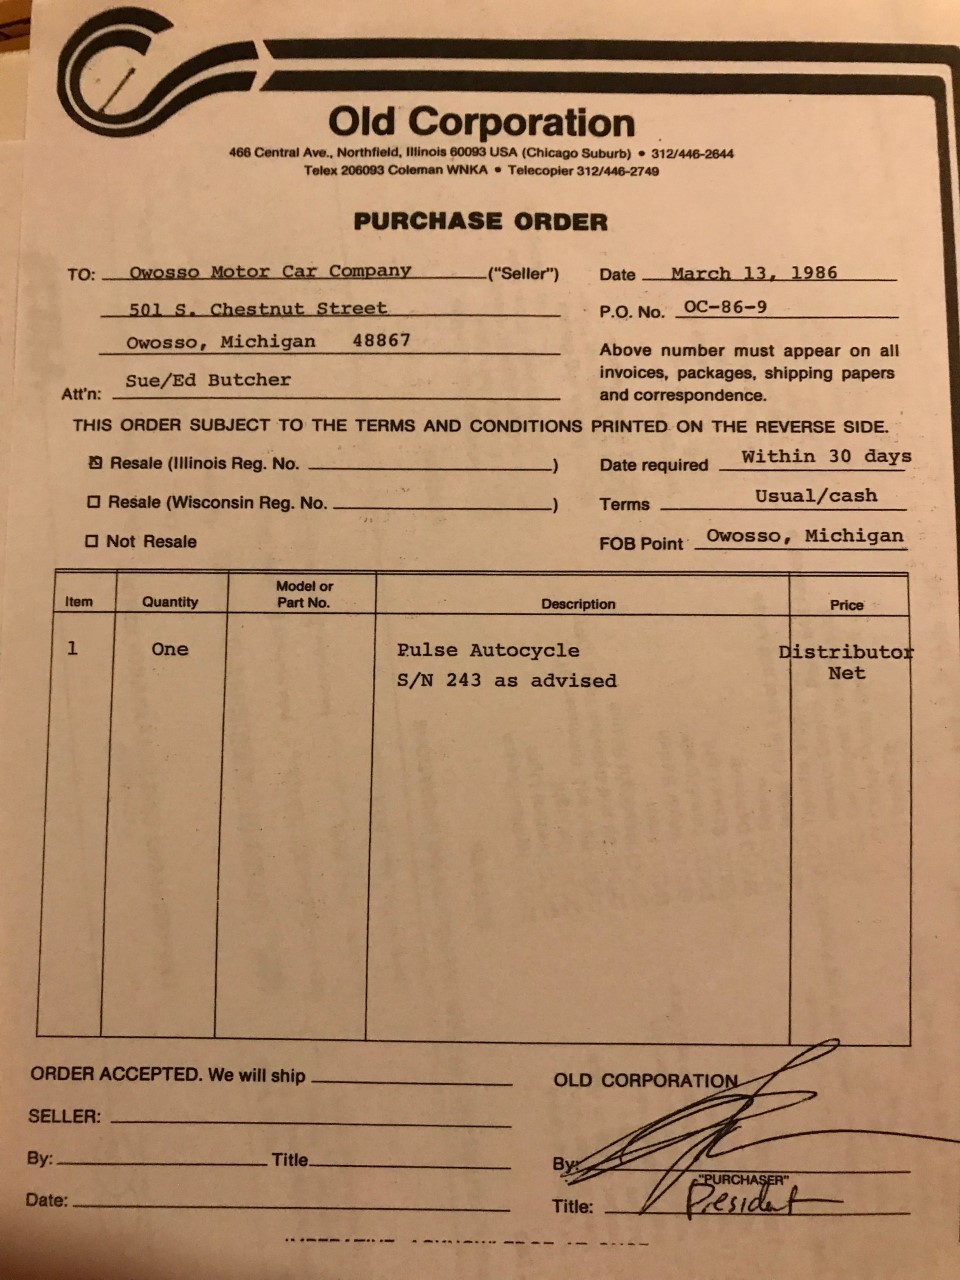 Old Corporation
466 Central Ave., Northfield, Illinois 60093 USA (Chicago Suburb) • 312/446-2644
Telex 206093 Coleman WNKA • Telecopier 312/446-2749
PURCHASE ORDER
TO: Owosso Motor Car Company ("Seller")
501 S. Chestnut Street
Owosso, Michigan 48867
Att'n: Sue/Ed Butcher
Date March 13, 1986
P.O. No. OC-86-9
Above number must appear on all
invoices, packages, shipping papers
and correspondence.
THIS ORDER SUBJECT TO THE TERMS AND CONDITIONS PRINTED ON THE REVERSE SIDE.
☒ Resale (Illinois Reg. No. )
☐ Resale (Wisconsin Reg. No. )
☐ Not Resale
Date required Within 30 days
Terms Usual/cash
FOB Point Owosso, Michigan
Item Quantity Model or Part No. Description Price
1 One Pulse Autocycle Distributor
S/N 243 as advised Net
ORDER ACCEPTED. We will ship
SELLER:
By: Title
Date:
OLD CORPORATION
By:
"PURCHASER"
Title: President